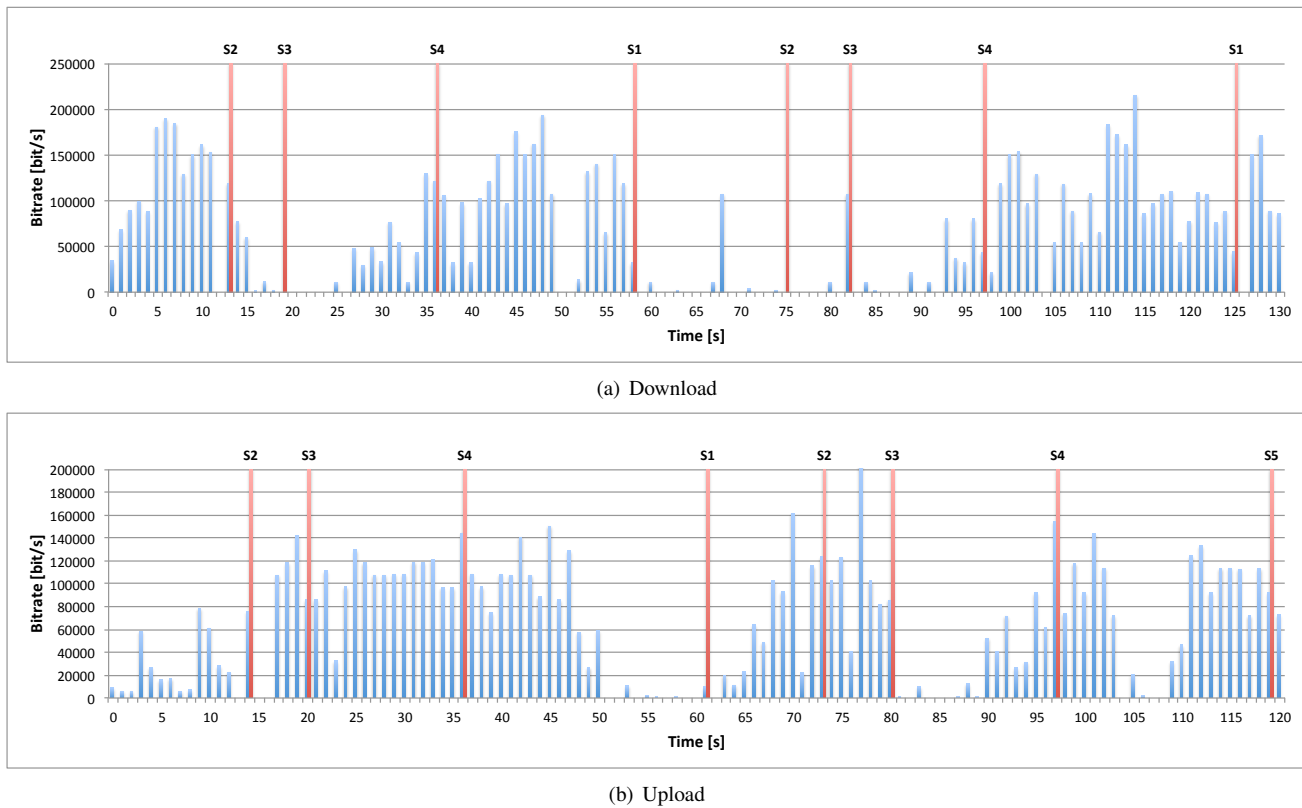 S2 S3 S4 S1 S2 S3 S4 S1
250000
200000
150000
100000
50000
0
Bitrate [bit/s]
0 5 10 15 20 25 30 35 40 45 50 55 60 65 70 75 80 85 90 95 100 105 110 115 120 125 130
Time [s]
(a) Download
S2 S3 S4 S1 S2 S3 S4 S5
200000
180000
160000
140000
120000
100000
80000
60000
40000
20000
0
Bitrate [bit/s]
0 5 10 15 20 25 30 35 40 45 50 55 60 65 70 75 80 85 90 95 100 105 110 115 120
Time [s]
(b) Upload